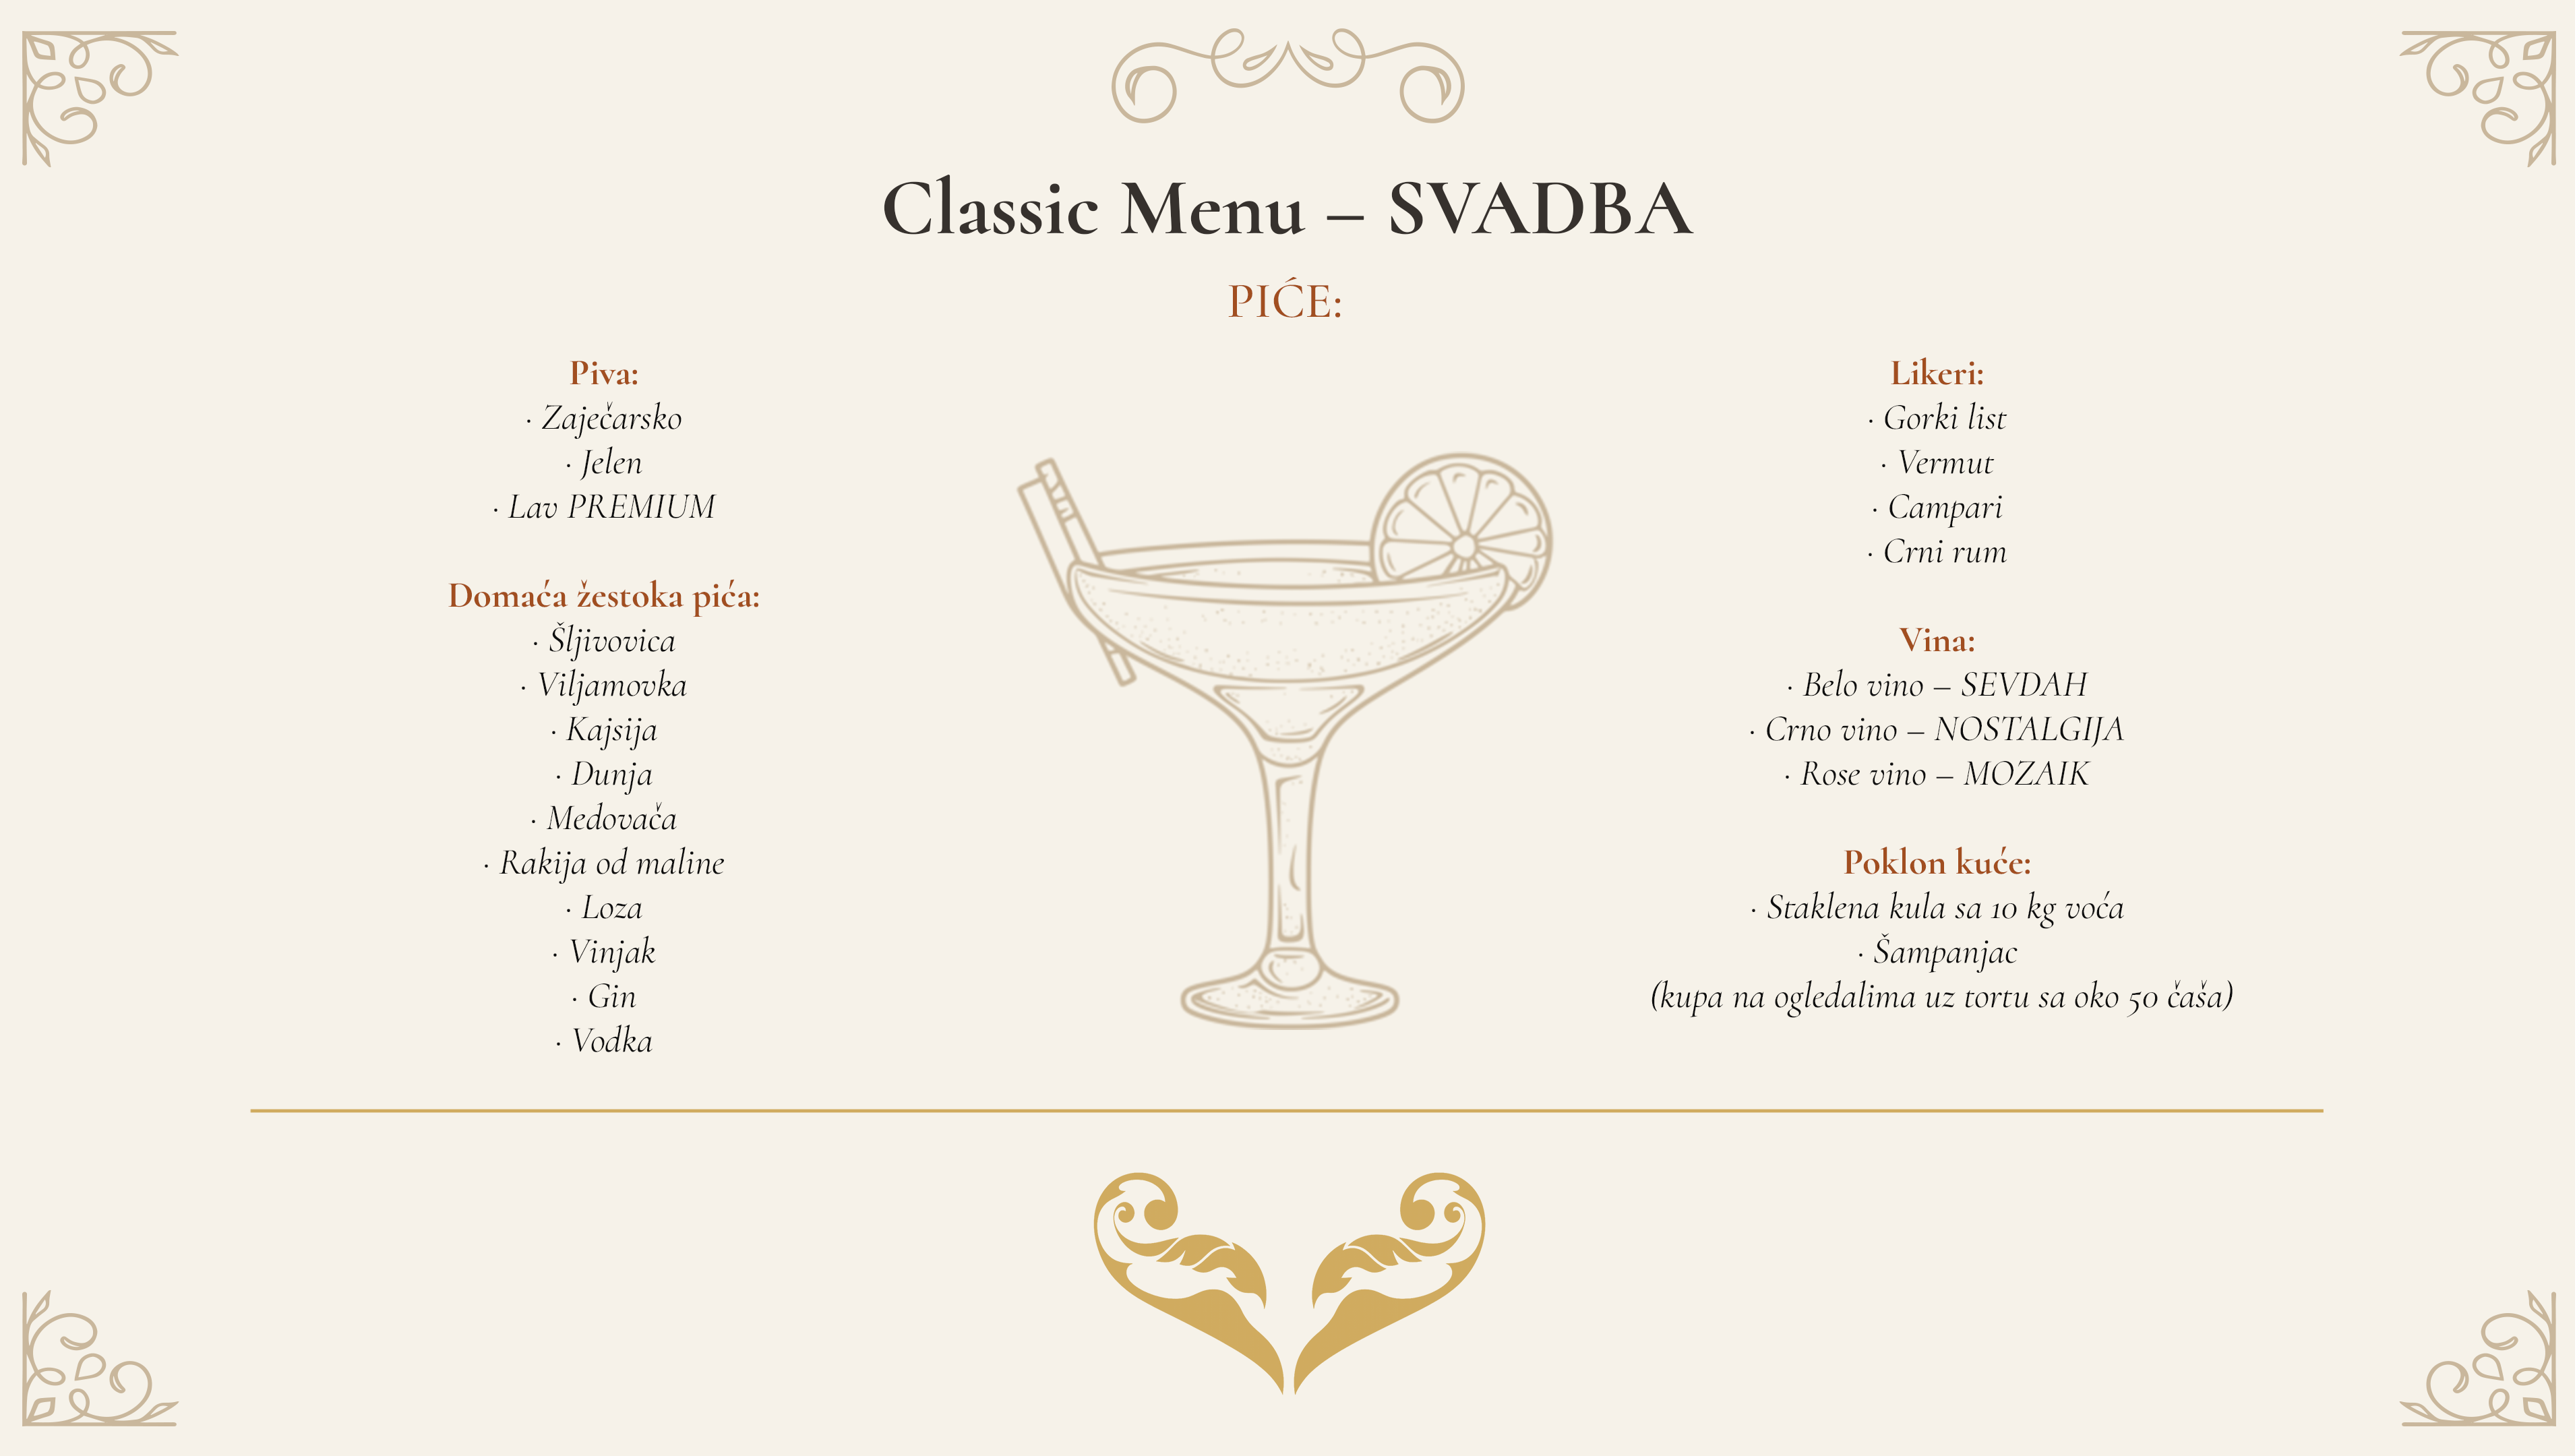 Classic Menu – SVADBA
PIĆE:
Piva:
· Zaječarsko
· Jelen
· Lav PREMIUM
Domaća žestoka pića:
· Šljivovica
· Viljamovka
· Kajsija
· Dunja
· Medovača
· Rakija od maline
· Loza
· Vinjak
· Gin
· Vodka
Likeri:
· Gorki list
· Vermut
· Campari
· Crni rum
Vina:
· Belo vino – SEVDAH
· Crno vino – NOSTALGIJA
· Rose vino – MOZAIK
Poklon kuće:
· Staklena kula sa 10 kg voća
· Šampanjac
(kupa na ogledalima uz tortu sa oko 50 čaša)